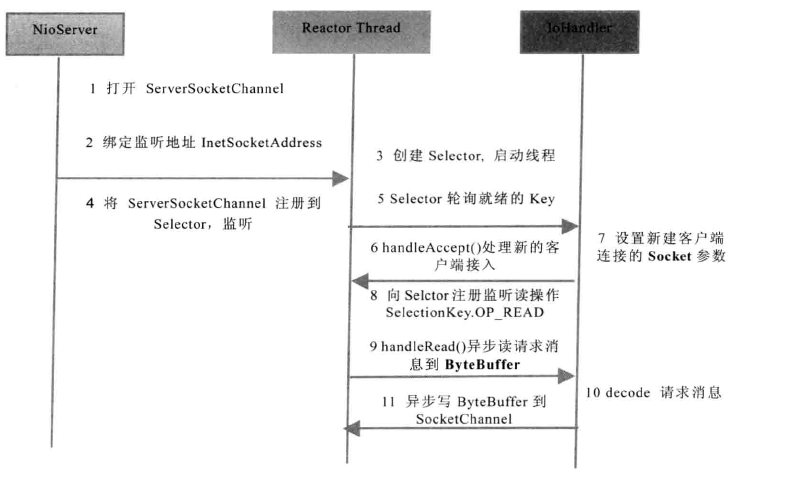 NioServer
Reactor Thread
IoHandler
1 打开 ServerSocketChannel
2 绑定监听地址 InetSocketAddress
3 创建 Selector, 启动线程
4 将 ServerSocketChannel 注册到
Selector，监听
5 Selector 轮询就绪的 Key
6 handleAccept()处理新的客
户端接入
7 设置新建客户端
连接的 Socket 参数
8 向 Selctor 注册监听读操作
SelectionKey.OP_READ
9 handleRead()异步读请求消
息到 ByteBuffer
10 decode 请求消息
11 异步写 ByteBuffer 到
SocketChannel